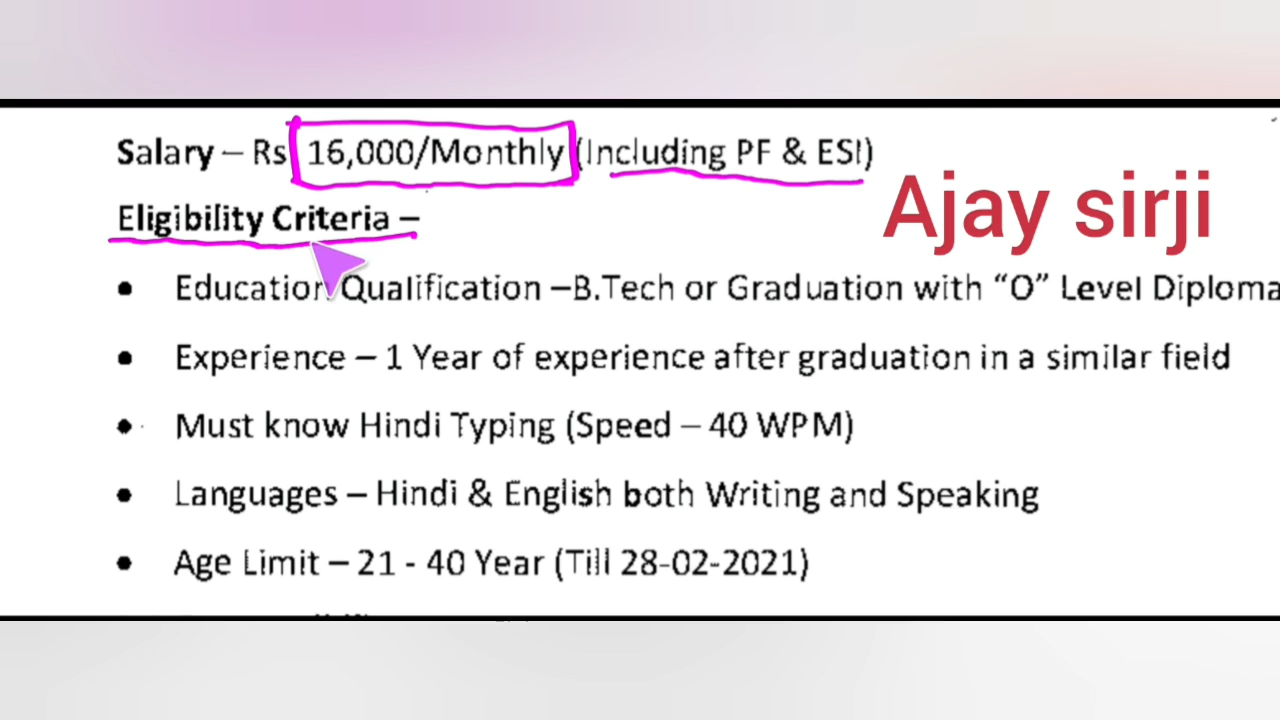 Salary – Rs 16,000/Monthly (Including PF & ESI)
Ajay sirji
Eligibility Criteria –
• Education Qualification –B.Tech or Graduation with “O” Level Diploma
• Experience – 1 Year of experience after graduation in a similar field
• Must know Hindi Typing (Speed – 40 WPM)
• Languages – Hindi & English both Writing and Speaking
• Age Limit – 21 - 40 Year (Till 28-02-2021)